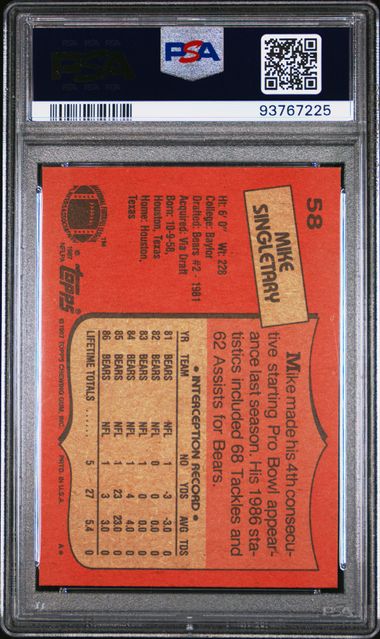 PSA
93767225
58
MIKE
SINGLETARY
Ht: 6' 0" Wt: 228
College: Baylor
Drafted: Bears #2 - 1981
Acquired: Via Draft
Born: 10-9-58,
Houston, Texas
Home: Houston,
Texas
© 1987
NFLPA
Topps
® ©1987 TOPPS CHEWING GUM, INC. PRTD. IN U.S.A. A*
Mike made his 4th consecu-
tive starting Pro Bowl appear-
ance last season. His 1986 sta-
tistics included 68 Tackles and
62 Assists for Bears.
• INTERCEPTION RECORD •
YR TEAM NO YDS AVG TDS
81 BEARS NFL 1 -3 -3.0 0
82 BEARS NFL 0
83 BEARS NFL 1 0 0.0 0
84 BEARS NFL 1 4 4.0 0
85 BEARS NFL 1 23 23.0 0
86 BEARS NFL 1 3 3.0 0
LIFETIME TOTALS ...... 5 27 5.4 0